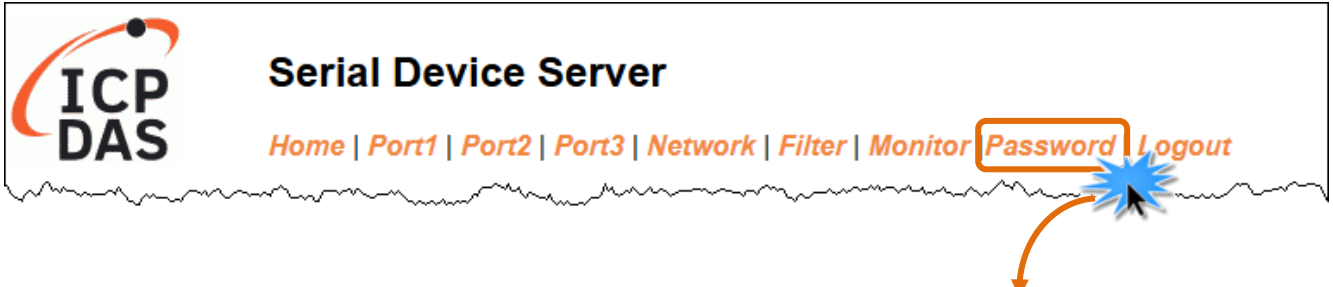 ICP
DAS
Serial Device Server
Home | Port1 | Port2 | Port3 | Network | Filter | Monitor | Password | Logout